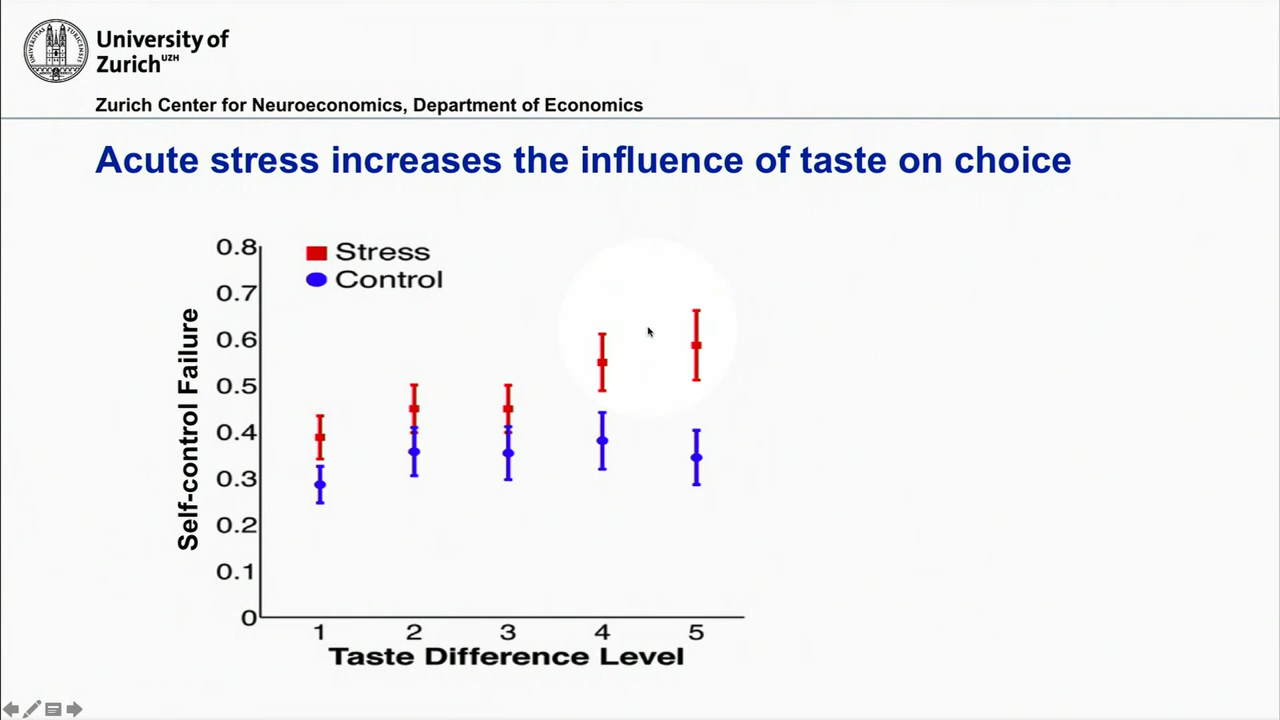 University of
Zurich UZH
Zurich Center for Neuroeconomics, Department of Economics
Acute stress increases the influence of taste on choice
Stress
Control
Self-control Failure
0.8
0.7
0.6
0.5
0.4
0.3
0.2
0.1
0
1 2 3 4 5
Taste Difference Level